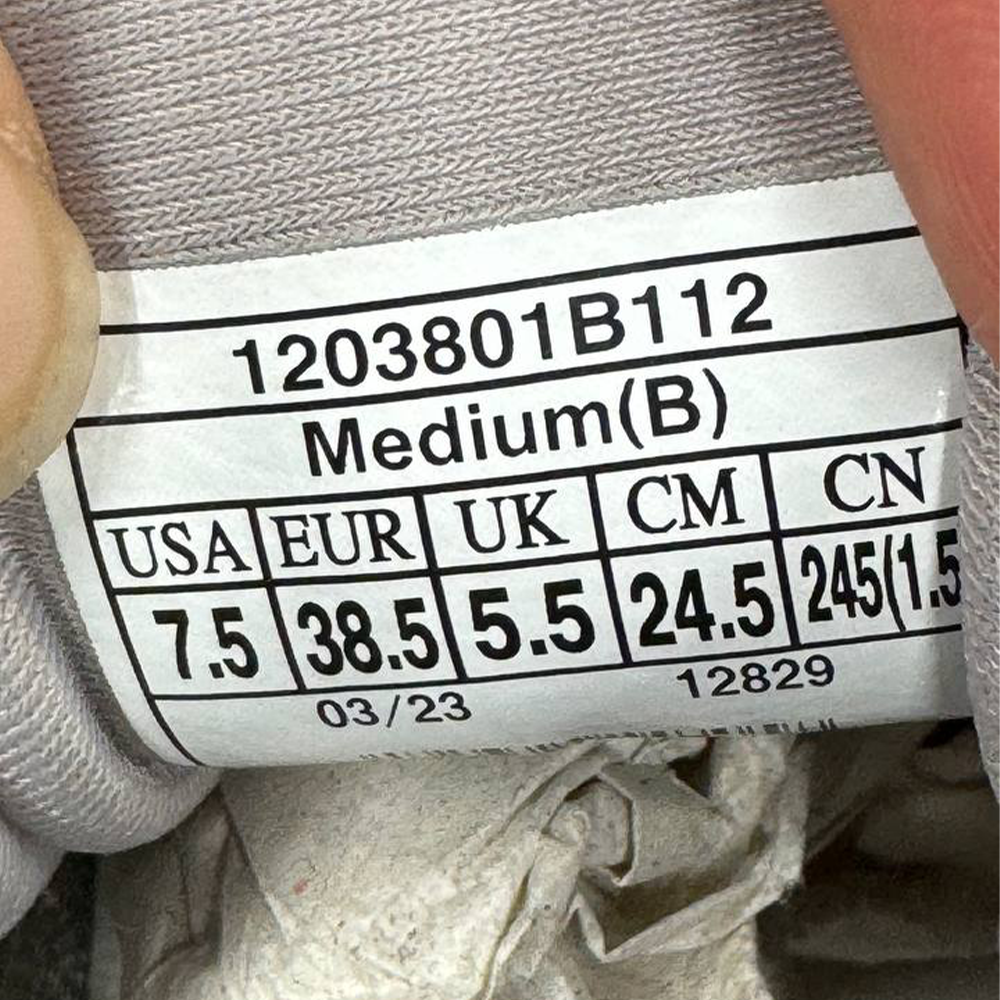 1203801B112
Medium(B)
USA EUR UK CM CN
7.5 38.5 5.5 24.5 245(1.5
03/23 12829